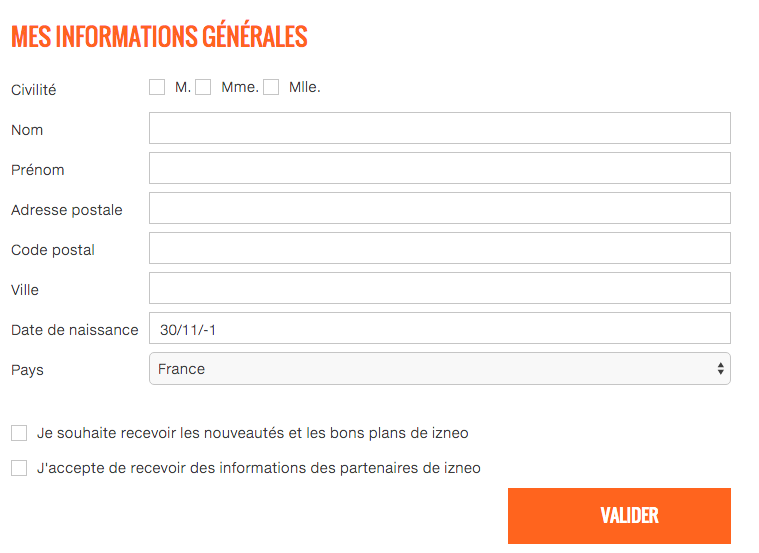 MES INFORMATIONS GÉNÉRALES
Civilité M. Mme. Mlle.
Nom
Prénom
Adresse postale
Code postal
Ville
Date de naissance 30/11/-1
Pays France
Je souhaite recevoir les nouveautés et les bons plans de izneo
J'accepte de recevoir des informations des partenaires de izneo
VALIDER